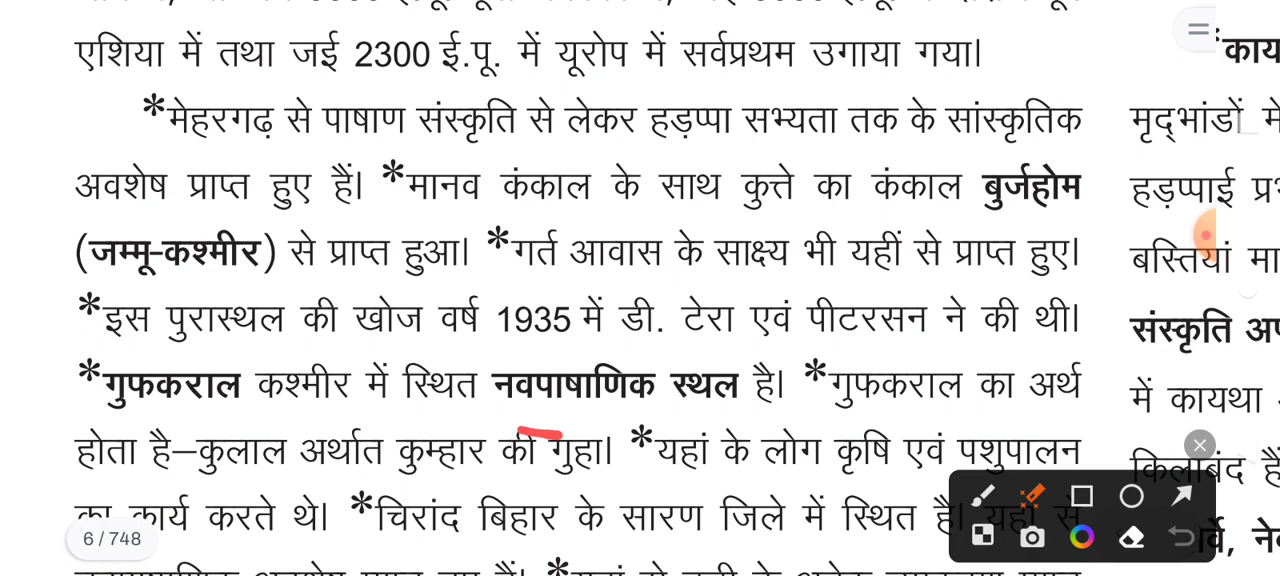 एशिया में तथा जई 2300 ई.पू. में यूरोप में सर्वप्रथम उगाया गया।
*मेहरगढ़ से पाषाण संस्कृति से लेकर हड़प्पा सभ्यता तक के सांस्कृतिक
अवशेष प्राप्त हुए हैं। *मानव कंकाल के साथ कुत्ते का कंकाल बुर्जहोम
(जम्मू-कश्मीर) से प्राप्त हुआ। *गर्त आवास के साक्ष्य भी यहीं से प्राप्त हुए।
*इस पुरास्थल की खोज वर्ष 1935 में डी. टेरा एवं पीटरसन ने की थी।
*गुफकराल कश्मीर में स्थित नवपाषाणिक स्थल है। *गुफकराल का अर्थ
होता है–कुलाल अर्थात कुम्हार की गुहा। *यहां के लोग कृषि एवं पशुपालन
का कार्य करते थे। *चिरांद बिहार के सारण जिले में स्थित है। यहां से
6 / 748
मृद्भांडों में
हड़प्पाई
बस्तियां
संस्कृति
में कायथा
किलाबंद हैं